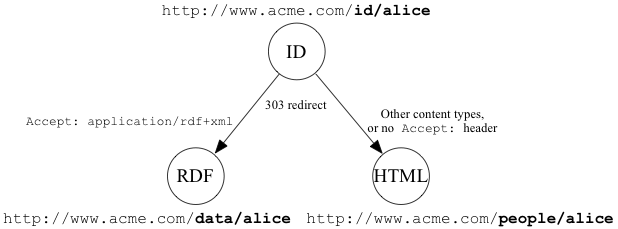 http://www.acme.com/id/alice
ID
303 redirect
Accept: application/rdf+xml
Other content types,
or no Accept: header
RDF
HTML
http://www.acme.com/data/alice
http://www.acme.com/people/alice